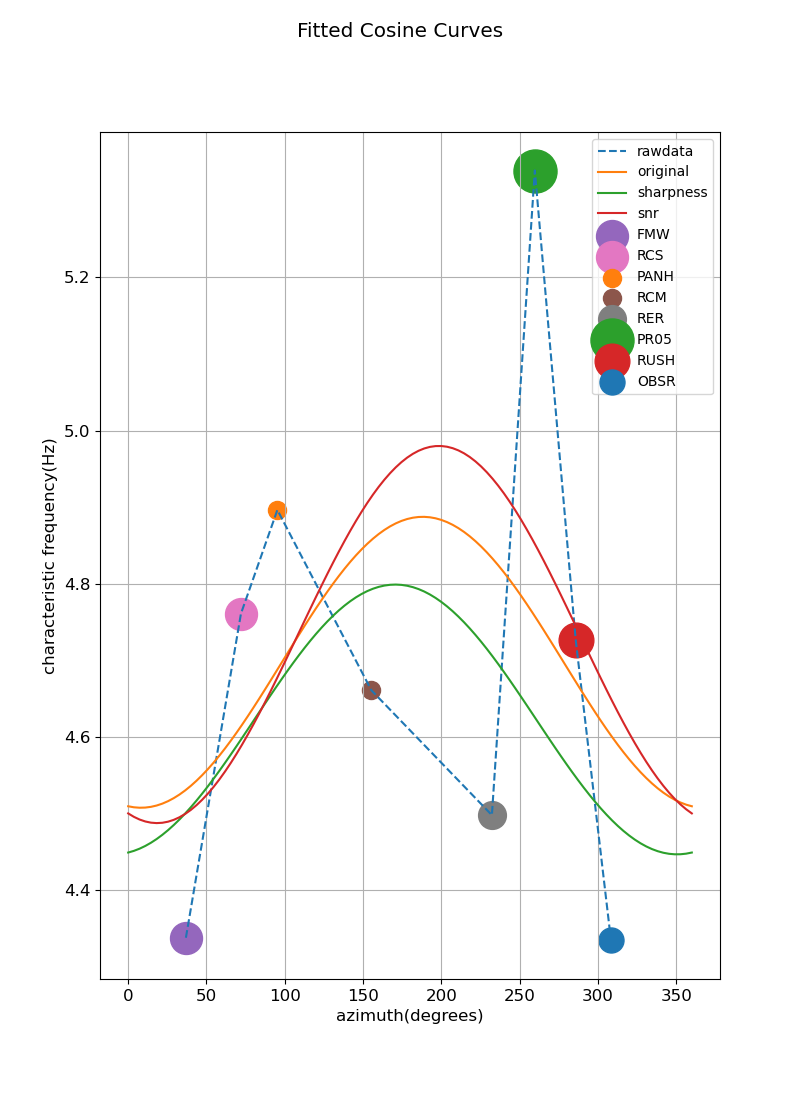 Fitted Cosine Curves
rawdata
original
sharpness
snr
FMW
RCS
PANH
RCM
RER
PR05
RUSH
OBSR
5.2
5.0
4.8
4.6
4.4
characteristic frequency(Hz)
0 50 100 150 200 250 300 350
azimuth(degrees)